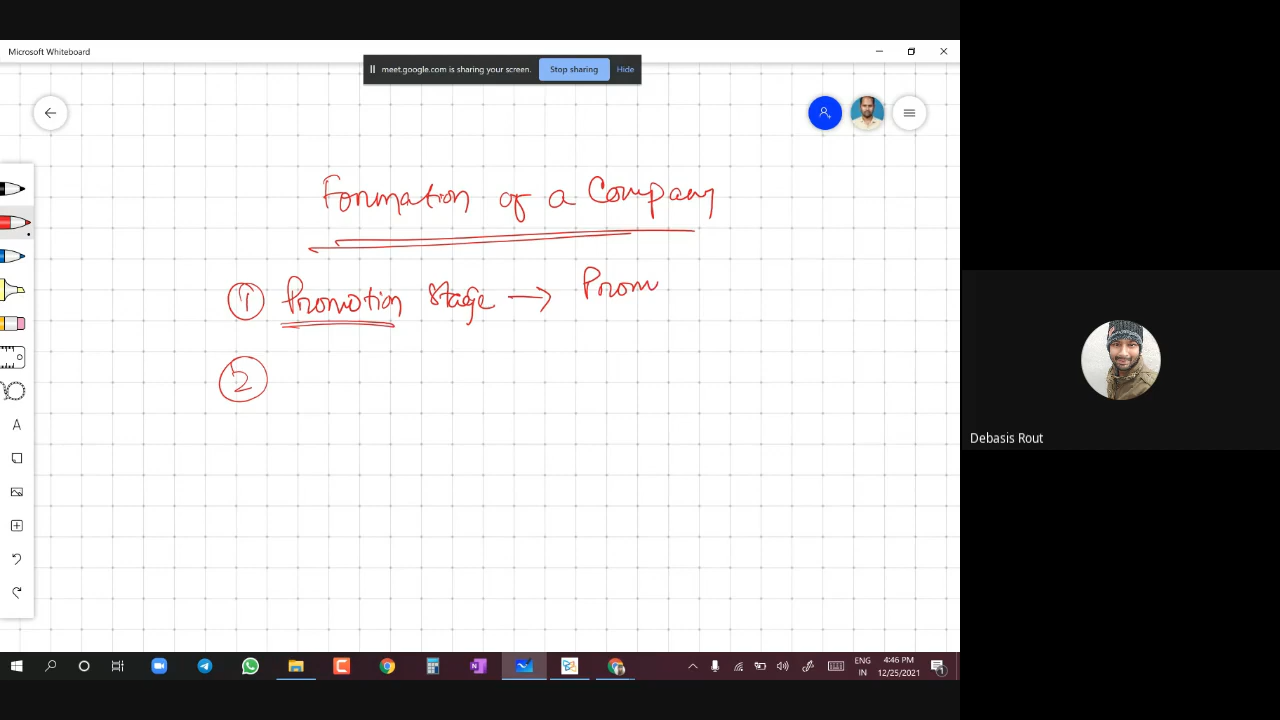 Microsoft Whiteboard
meet.google.com is sharing your screen. Stop sharing Hide
Formation of a Company
① Promotion Stage → Prom
②
A
Debasis Rout
ENG 4:46 PM
IN 12/25/2021
1